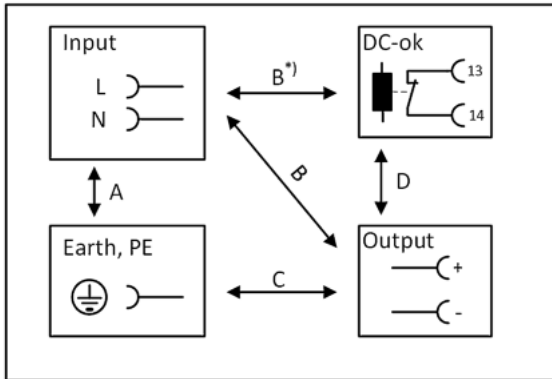 Input
L
N
B*)
DC-ok
13
14
A
B
D
Earth, PE
C
Output
+
-